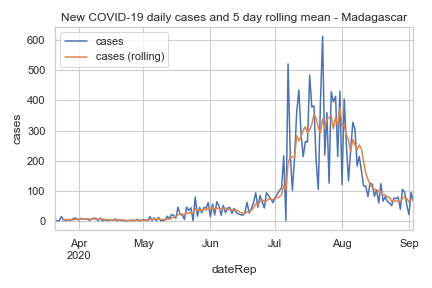 New COVID-19 daily cases and 5 day rolling mean - Madagascar
cases
cases (rolling)
600
500
400
300
200
100
0
cases
Apr
2020
May
Jun
Jul
Aug
Sep
dateRep